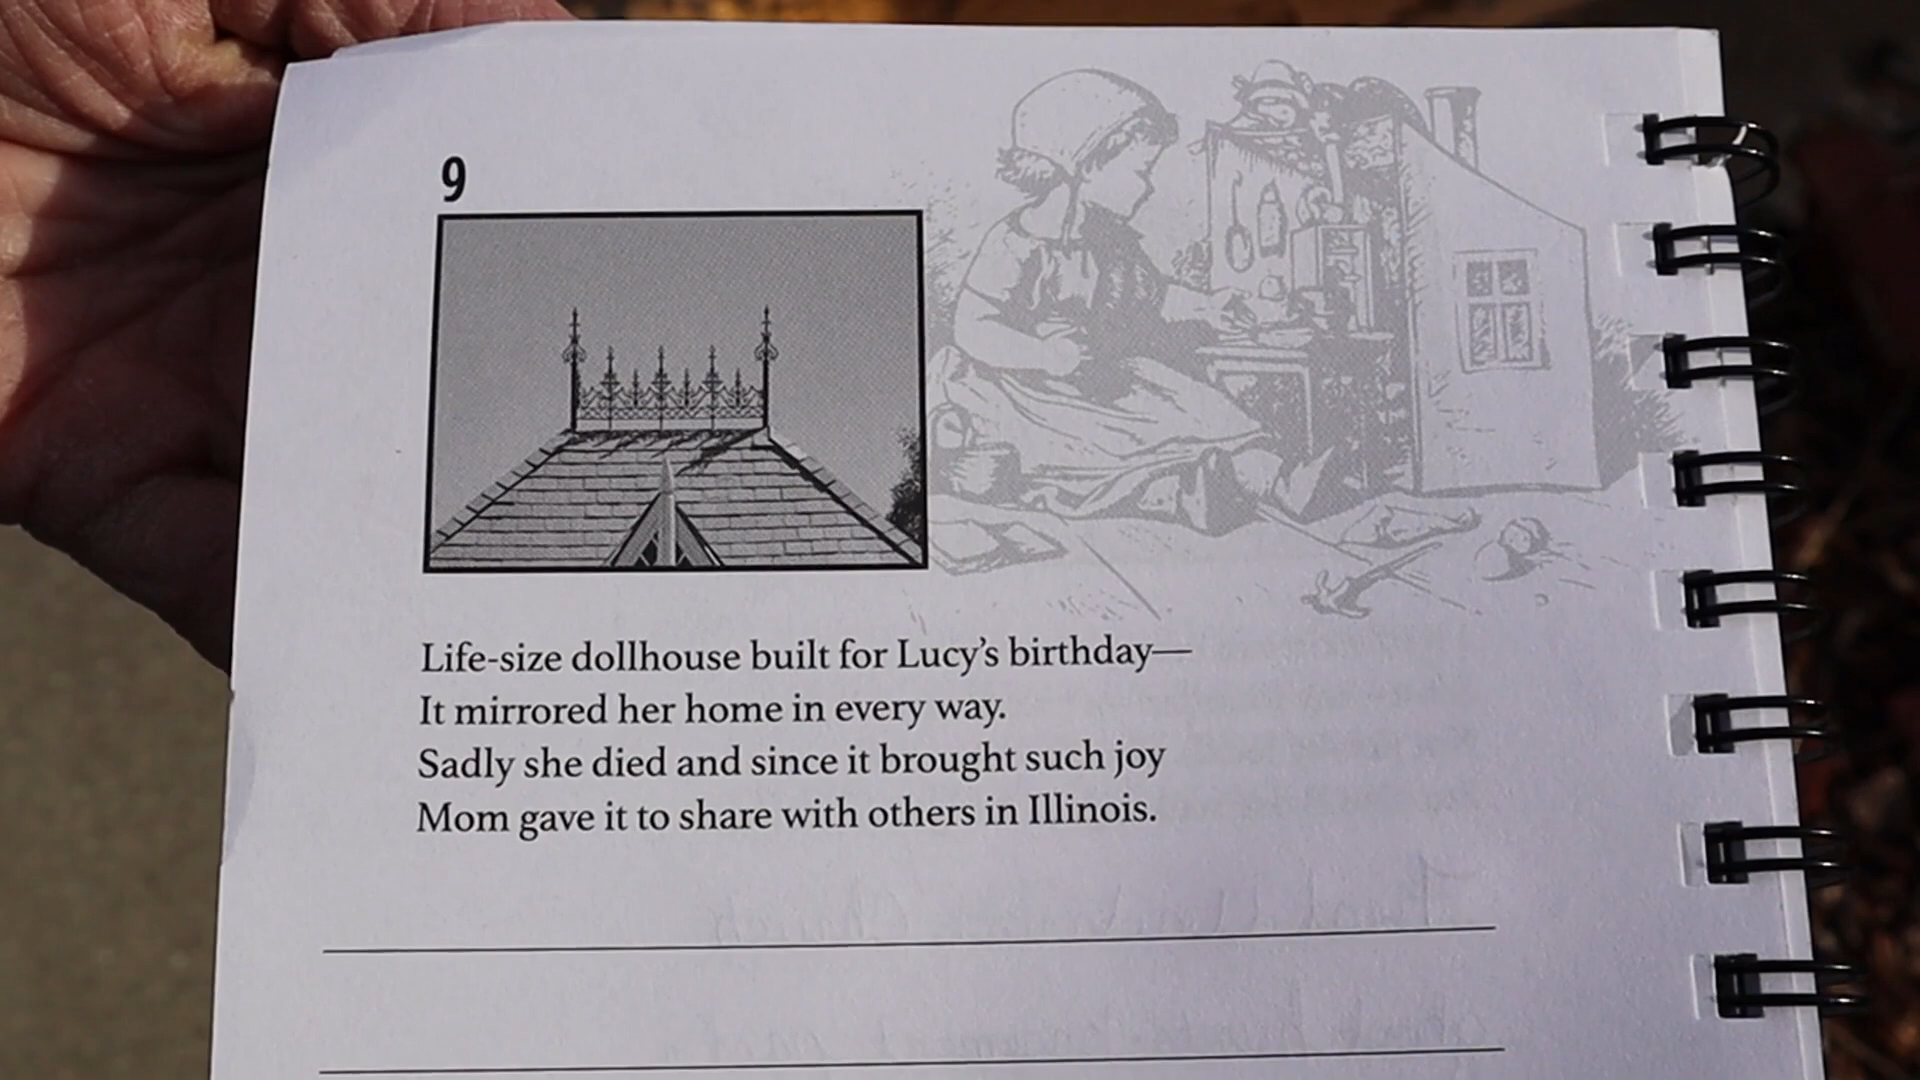 9
Life-size dollhouse built for Lucy's birthday—
It mirrored her home in every way.
Sadly she died and since it brought such joy
Mom gave it to share with others in Illinois.